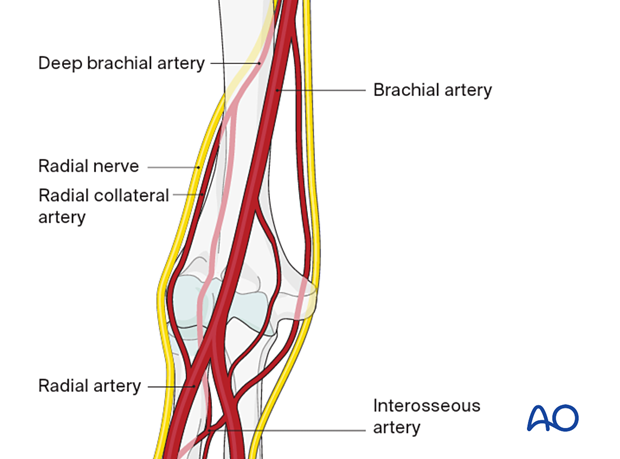 Deep brachial artery
Brachial artery
Radial nerve
Radial collateral
artery
Radial artery
Interosseous
artery
AO